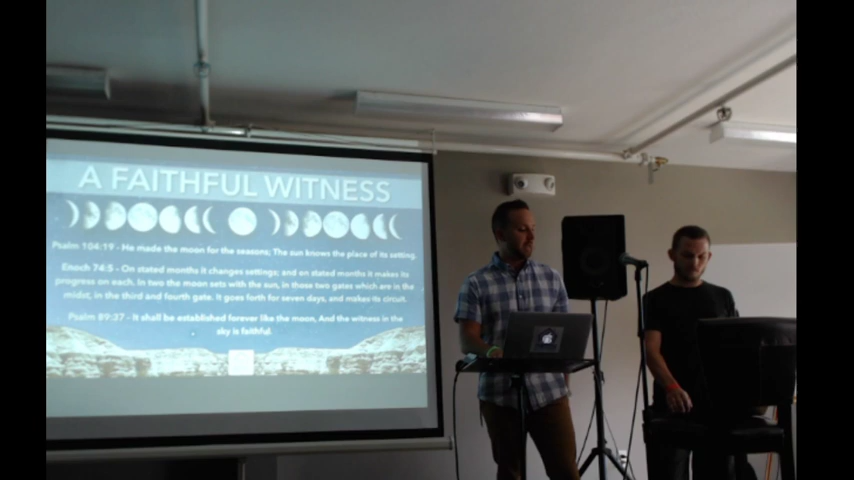 A FAITHFUL WITNESS
Psalm 104:19 - He made the moon for the seasons; The sun knows the place of its setting.
Enoch 74:5 - On stated months it changes settings; and on stated months it makes its
progress on each. In two the moon sets with the sun, in those two gates which are in the
midst, in the third and fourth gate. It goes forth for seven days, and makes its circuit.
Psalm 89:37 - It shall be established forever like the moon, And the witness in the
sky is faithful.